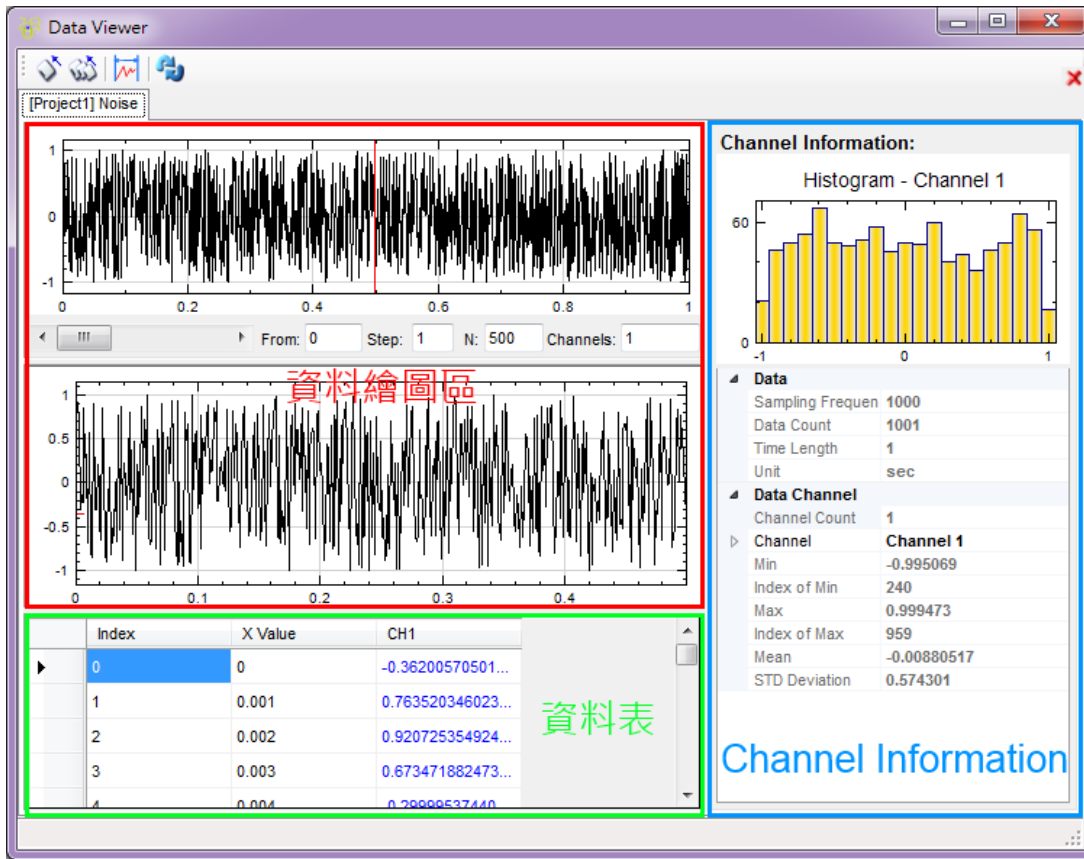 Data Viewer
[Project1] Noise
1
0
-1
0 0.2 0.4 0.6 0.8 1
From: 0 Step: 1 N: 500 Channels: 1
資料繪圖區
1
0.5
0
-0.5
-1
0 0.1 0.2 0.3 0.4
Index X Value CH1
0 0 -0.36200570501...
1 0.001 0.763520346023...
2 0.002 0.920725354924...
3 0.003 0.673471882473...
4 0.004
資料表
Channel Information:
Histogram - Channel 1
60
0
-1 0 1
Data
Sampling Frequen 1000
Data Count 1001
Time Length 1
Unit sec
Data Channel
Channel Count 1
Channel Channel 1
Min -0.995069
Index of Min 240
Max 0.999473
Index of Max 959
Mean -0.00880517
STD Deviation 0.574301
Channel Information